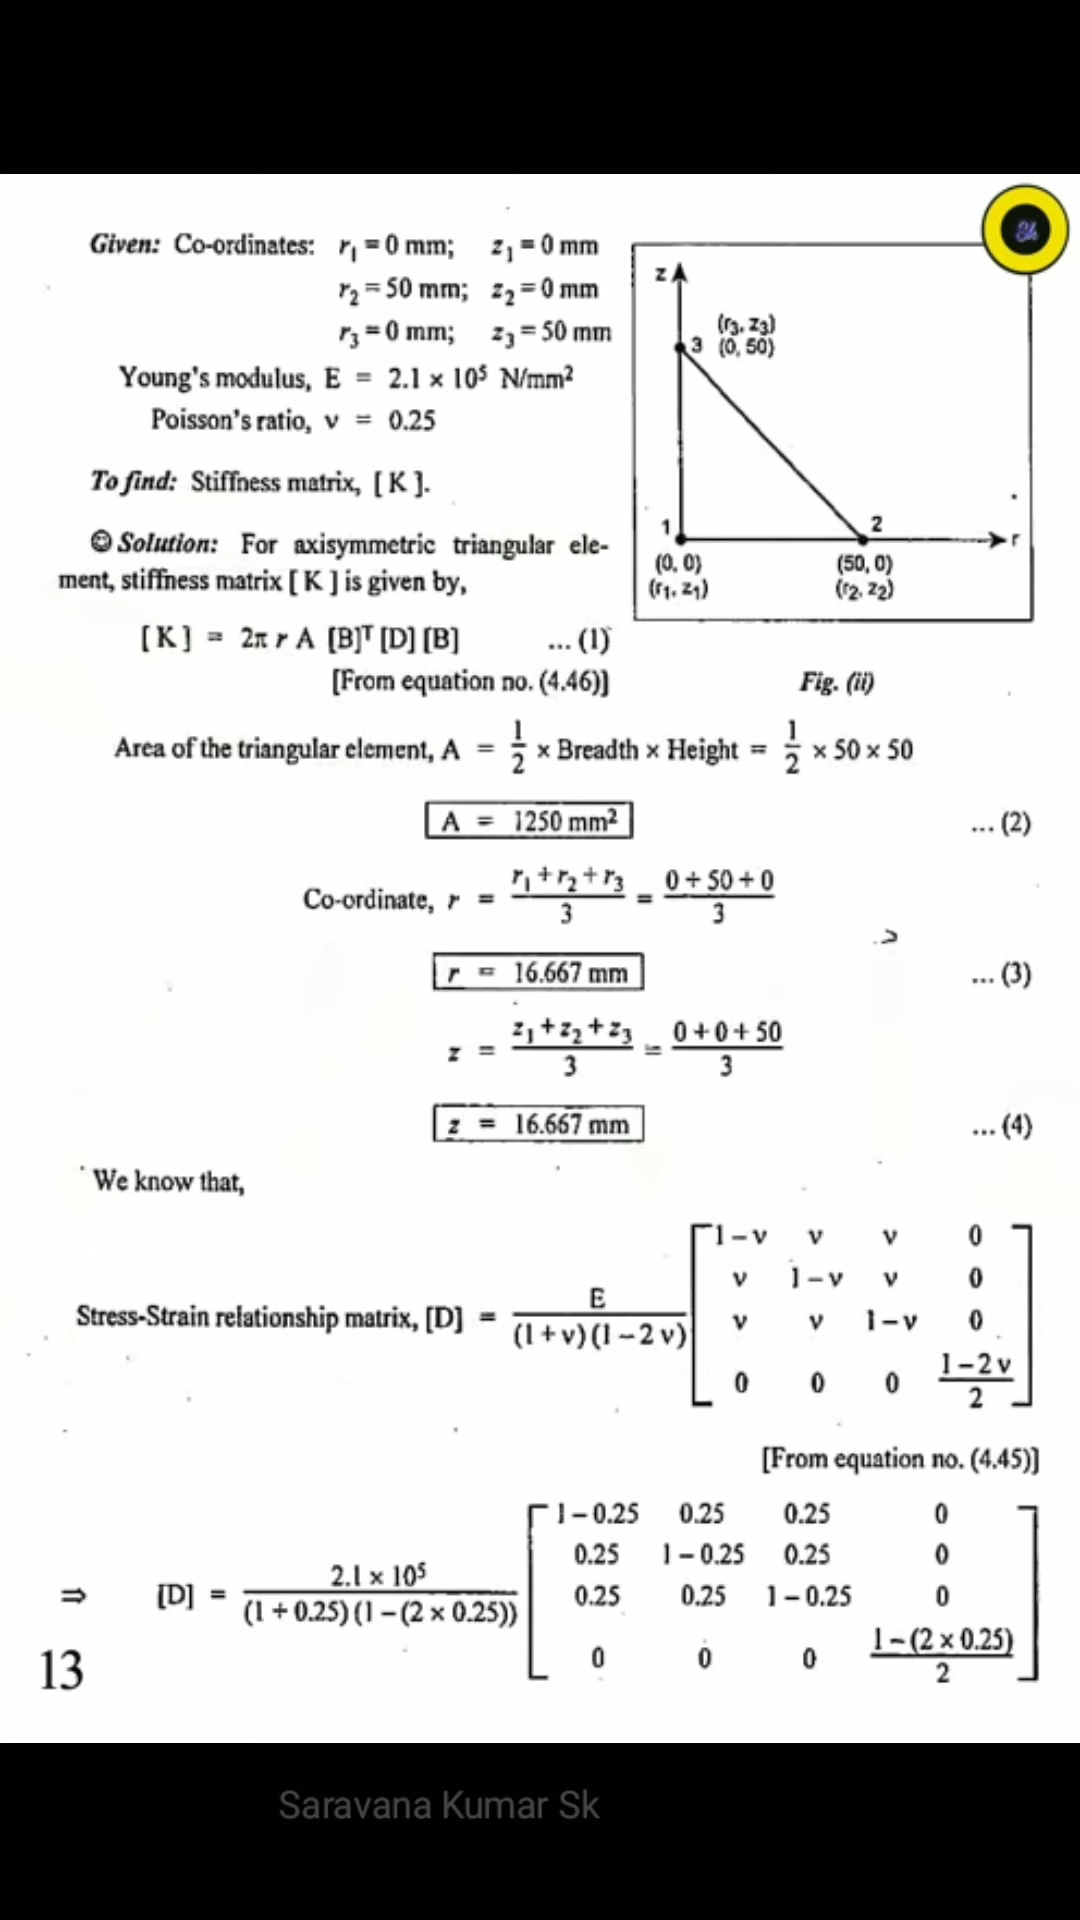 Given: Co-ordinates: r₁ = 0 mm; z₁ = 0 mm
r₂ = 50 mm; z₂ = 0 mm
r₃ = 0 mm; z₃ = 50 mm
Young's modulus, E = 2.1 × 10⁵ N/mm²
Poisson's ratio, ν = 0.25
To find: Stiffness matrix, [ K ].
☺ Solution: For axisymmetric triangular ele-
ment, stiffness matrix [ K ] is given by,
[ K ] = 2π r A [B]ᵀ [D] [B] ... (1)
[From equation no. (4.46)]
z
(r₃, z₃)
3 (0, 50)
1
2
r
(0, 0) (50, 0)
(r₁, z₁) (r₂, z₂)
Fig. (ii)
Area of the triangular element, A = 1/2 × Breadth × Height = 1/2 × 50 × 50
A = 1250 mm² ... (2)
Co-ordinate, r = (r₁ + r₂ + r₃)/3 = (0 + 50 + 0)/3
r = 16.667 mm ... (3)
z = (z₁ + z₂ + z₃)/3 = (0 + 0 + 50)/3
z = 16.667 mm ... (4)
We know that,
1 – ν ν ν 0
ν 1 – ν ν 0
Stress-Strain relationship matrix, [D] = E/((1 + ν) (1 – 2 ν))
ν ν 1 – ν 0
0 0 0 (1 – 2 ν)/2
[From equation no. (4.45)]
1 – 0.25 0.25 0.25 0
0.25 1 – 0.25 0.25 0
⇒ [D] = 2.1 × 10⁵/((1 + 0.25) (1 – (2 × 0.25)))
0.25 0.25 1 – 0.25 0
0 0 0 (1 – (2 × 0.25))/2
13
Saravana Kumar Sk